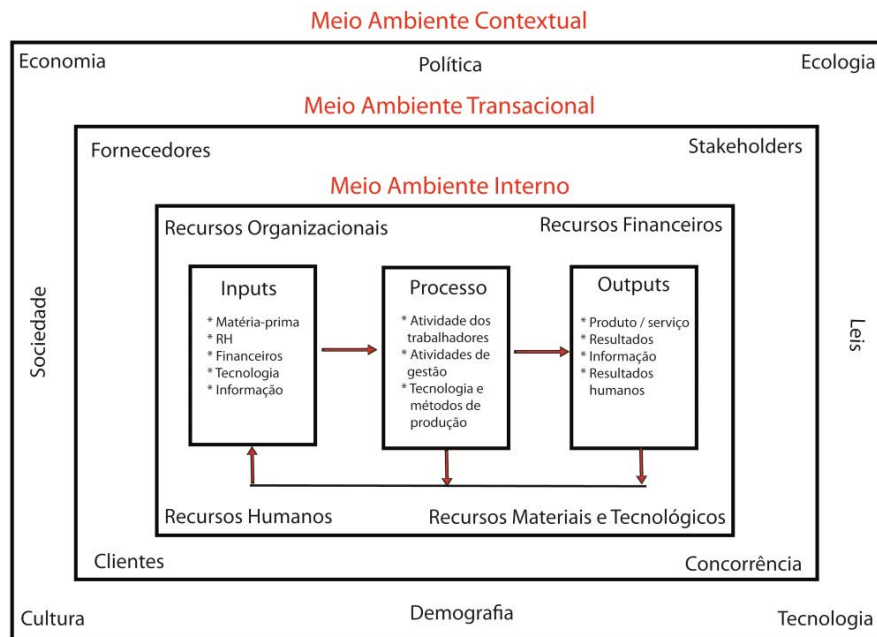 Meio Ambiente Contextual
Economia
Política
Ecologia
Meio Ambiente Transacional
Fornecedores
Stakeholders
Meio Ambiente Interno
Recursos Organizacionais
Recursos Financeiros
Sociedade
Inputs
* Matéria-prima
* RH
* Financeiros
* Tecnologia
* Informação
Processo
* Atividade dos
trabalhadores
* Atividades de
gestão
* Tecnologia e
métodos de
produção
Outputs
* Produto / serviço
* Resultados
* Informação
* Resultados
humanos
Leis
Recursos Humanos
Recursos Materiais e Tecnológicos
Clientes
Concorrência
Cultura
Demografia
Tecnologia